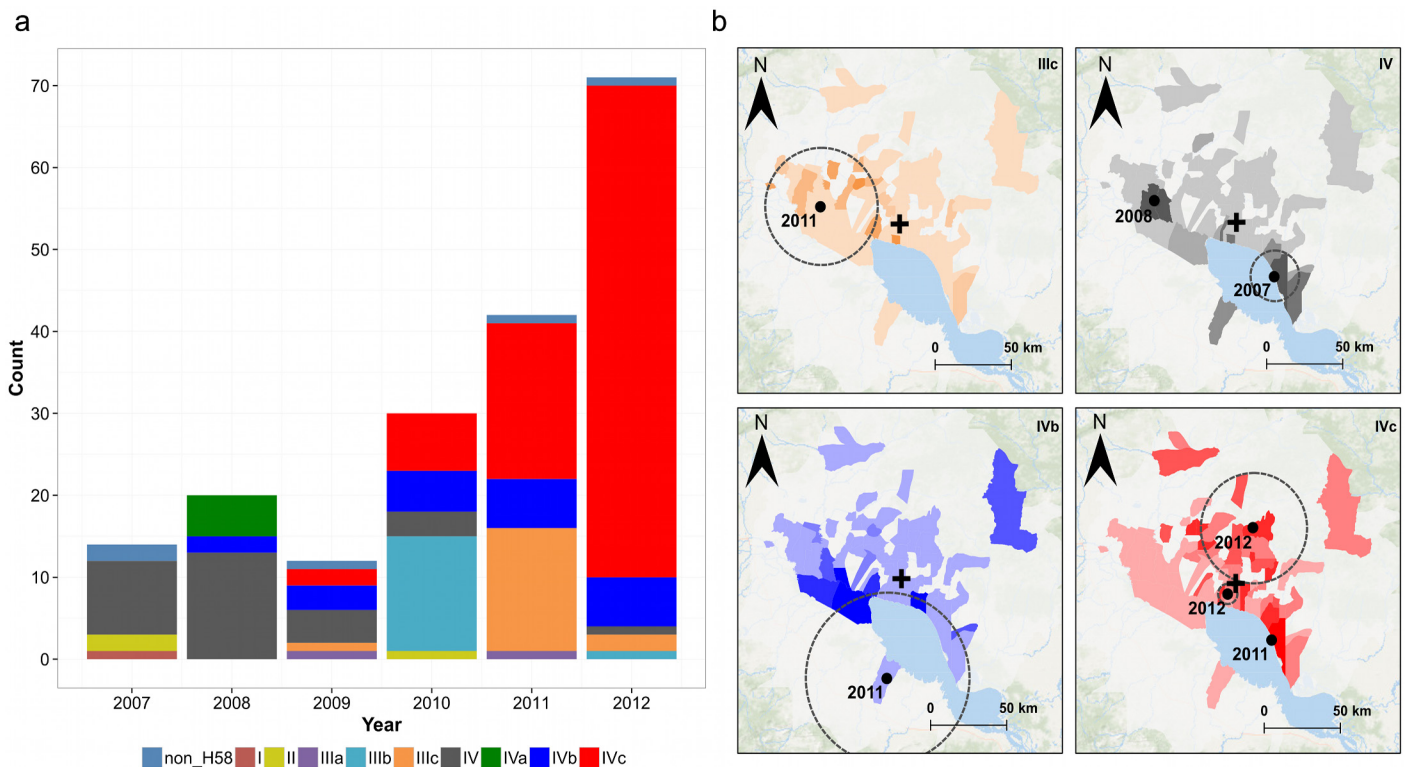 a
Count
70
60
50
40
30
20
10
0
2007 2008 2009 2010 2011 2012
Year
non_H58 I II IIIa IIIb IIIc IV IVa IVb IVc
b
N IIIc
2011
0 50 km
N IV
2008
2007
0 50 km
N IVb
2011
0 50 km
N IVc
2012
2012
2011
0 50 km